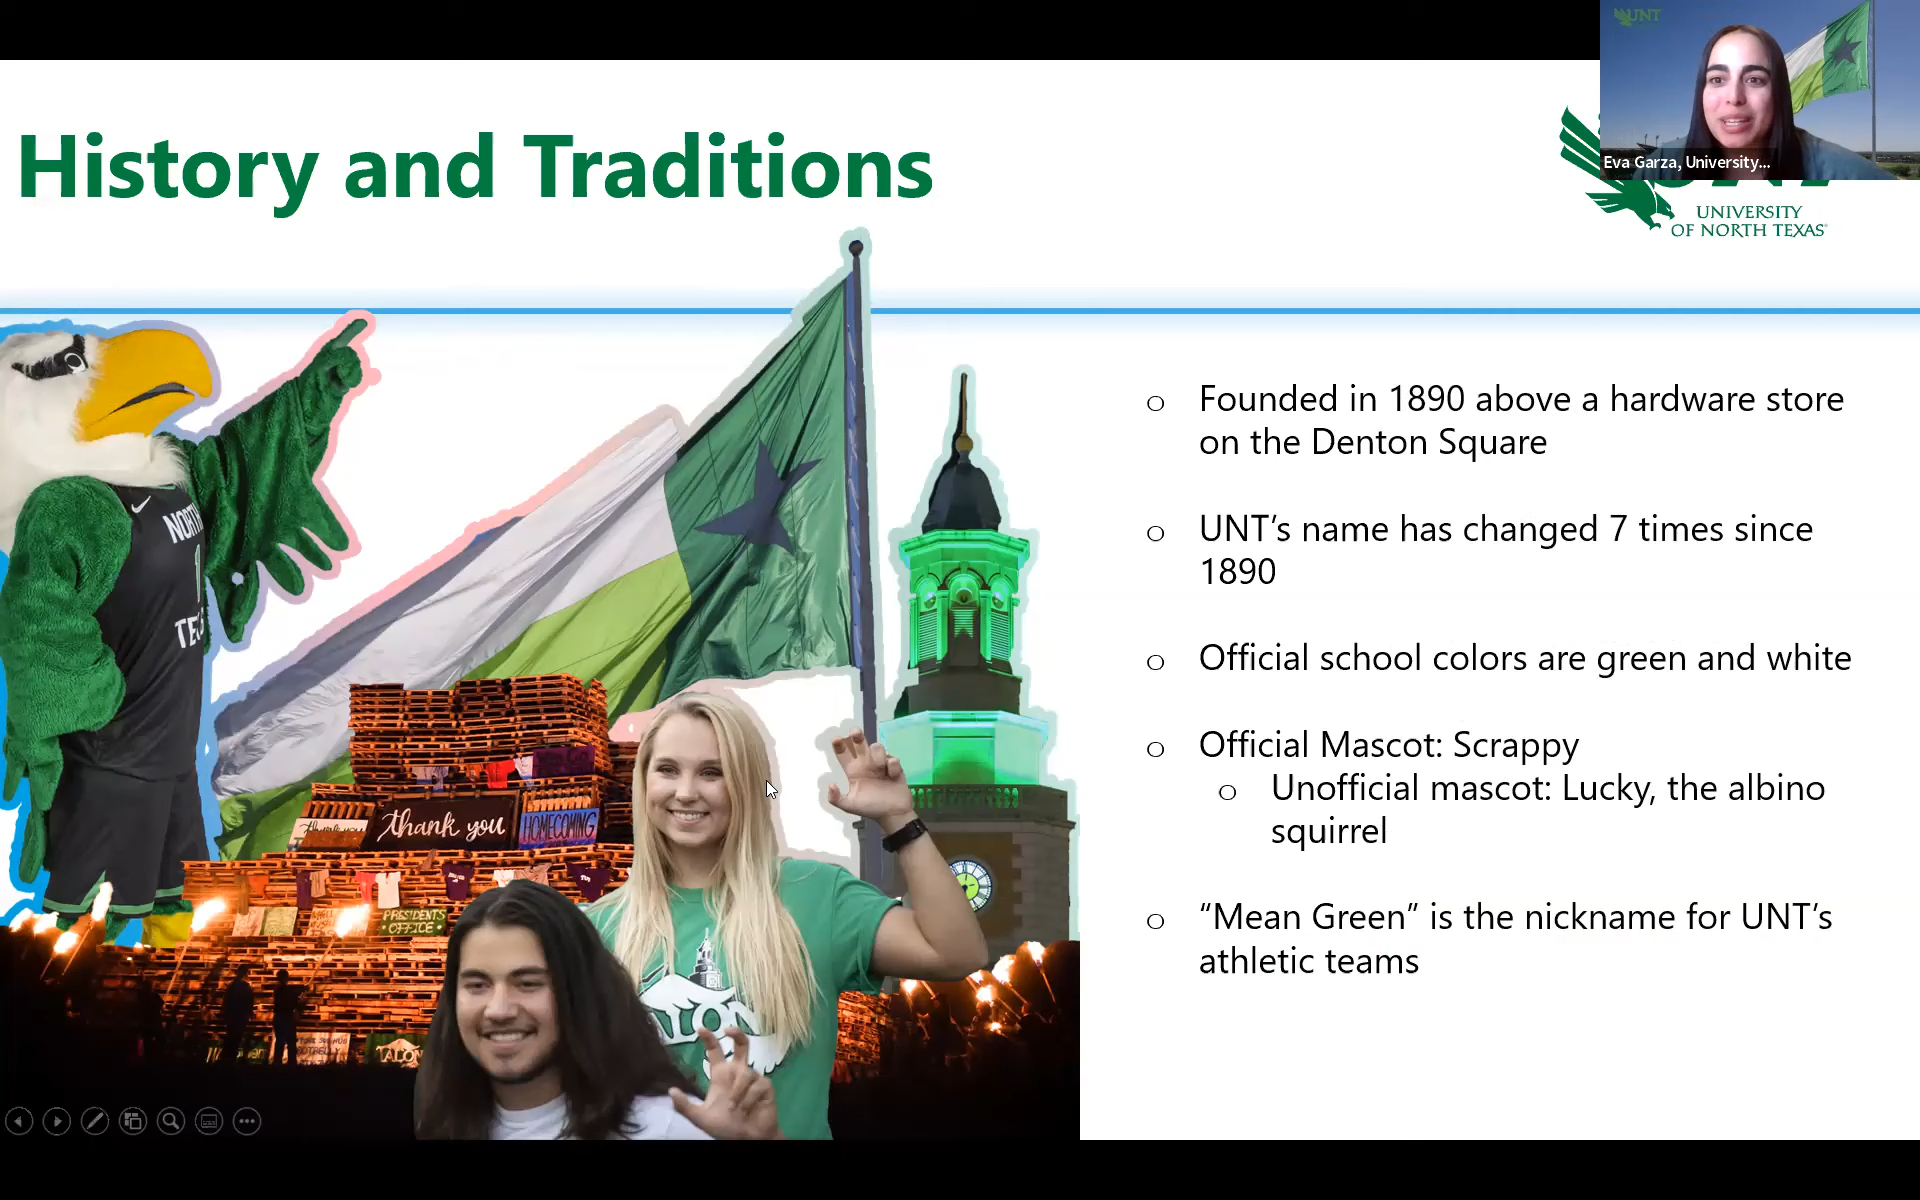 UNT
Eva Garza, University...
History and Traditions
UNIVERSITY
OF NORTH TEXAS
o Founded in 1890 above a hardware store
on the Denton Square
o UNT’s name has changed 7 times since
1890
o Official school colors are green and white
o Official Mascot: Scrappy
o Unofficial mascot: Lucky, the albino
squirrel
o “Mean Green” is the nickname for UNT’s
athletic teams
NORTH
thank you
HOMECOMING
PRESIDENTS
OFFICE
TALON